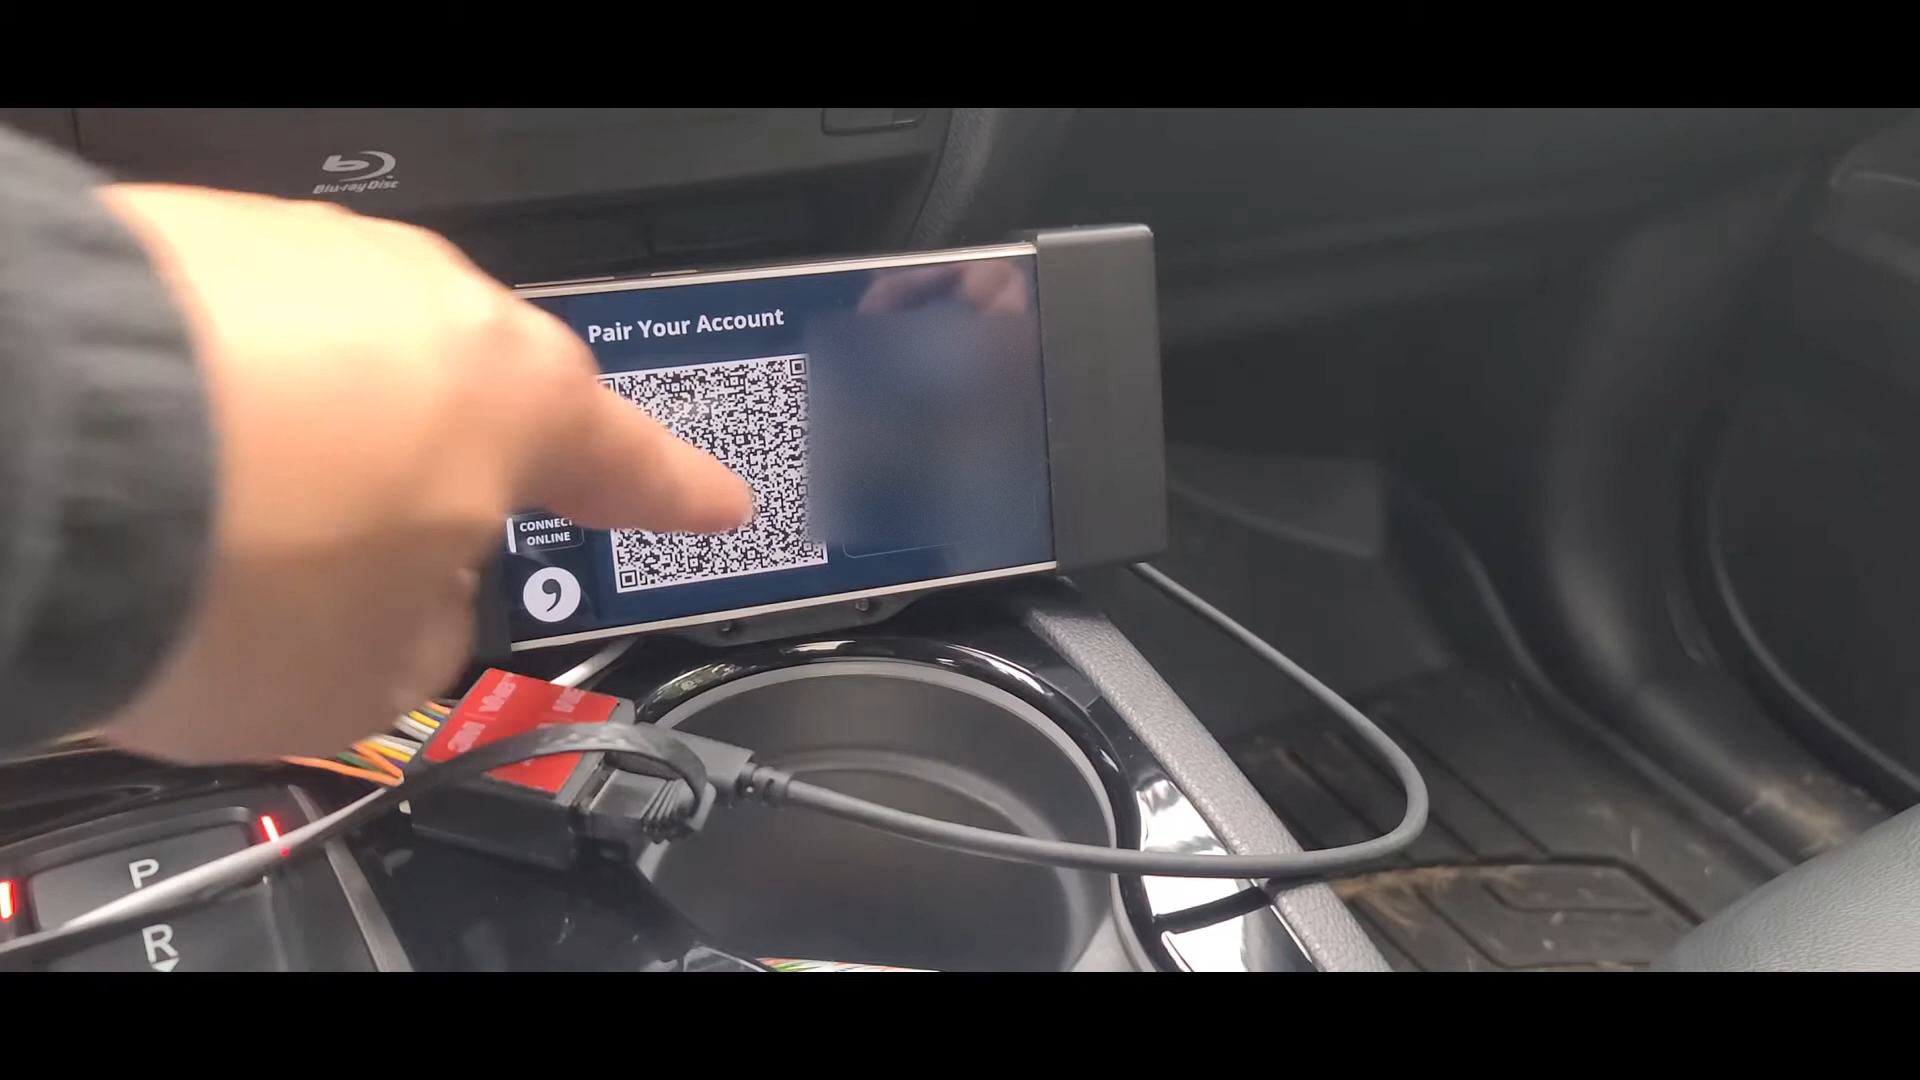 Blu-ray Disc
Pair Your Account
CONNECT
ONLINE
P
R